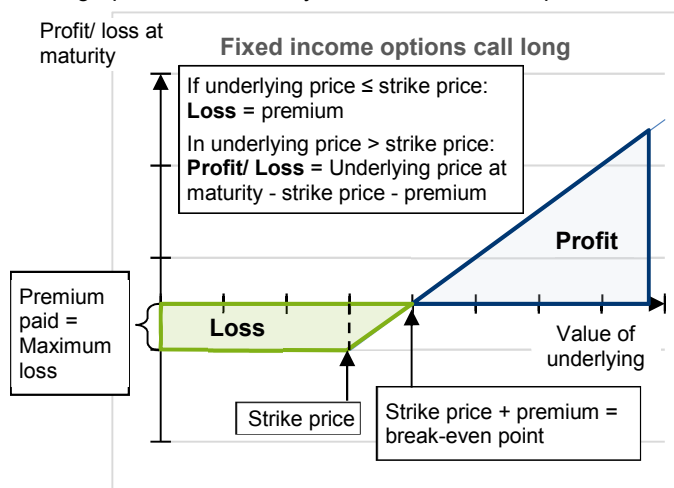 Profit/ loss at
maturity
Fixed income options call long
If underlying price ≤ strike price:
Loss = premium
In underlying price > strike price:
Profit/ Loss = Underlying price at
maturity - strike price - premium
Profit
Premium
paid =
Maximum
loss
Loss
Value of
underlying
Strike price
Strike price + premium =
break-even point